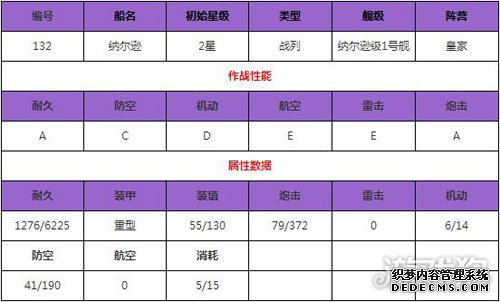 编号 船名 初始星级 类型 舰级 阵营
132 纳尔逊 2星 战列 纳尔逊级1号舰 皇家
作战性能
耐久 防空 机动 航空 雷击 炮击
A C D E E A
属性数据
耐久 装甲 装填 炮击 雷击 机动
1276/6225 重型 55/130 79/372 0 6/14
防空 航空 消耗
41/190 0 5/15
织梦内容管理系统
DEDECMS.COM